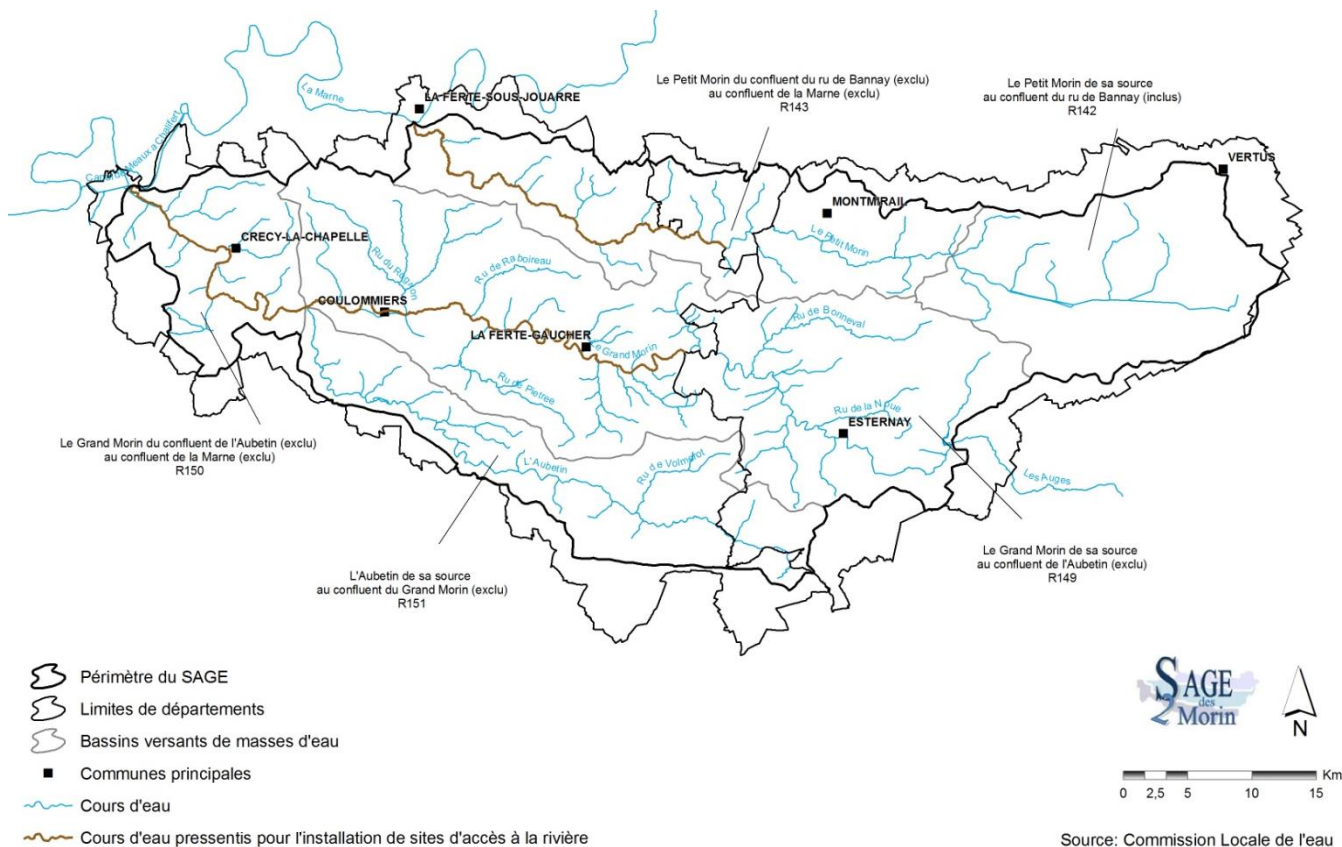 La Marne
LA FERTE-SOUS-JOUARRE
Le Petit Morin du confluent du ru de Bannay (exclu)
au confluent de la Marne (exclu)
R143
Le Petit Morin de sa source
au confluent du ru de Bannay (inclus)
R142
VERTUS
Canal de Meaux a Chalifert
CRECY-LA-CHAPELLE
MONTMIRAIL
Le Petit Morin
Ru du Rognon
Ru de Raboireau
COULOMMIERS
LA FERTE-GAUCHER
Le Grand Morin
Ru de Bonneval
Ru de Pietree
Ru de la Noue
ESTERNAY
Le Grand Morin du confluent de l'Aubetin (exclu)
au confluent de la Marne (exclu)
R150
L'Aubetin
Ru de Volmerot
Les Auges
L'Aubetin de sa source
au confluent du Grand Morin (exclu)
R151
Le Grand Morin de sa source
au confluent de l'Aubetin (exclu)
R149
Périmètre du SAGE
Limites de départements
Bassins versants de masses d'eau
Communes principales
Cours d'eau
Cours d'eau pressentis pour l'installation de sites d'accès à la rivière
SAGE
des
2 Morin
N
Km
0 2,5 5 10 15
Source: Commission Locale de l'eau